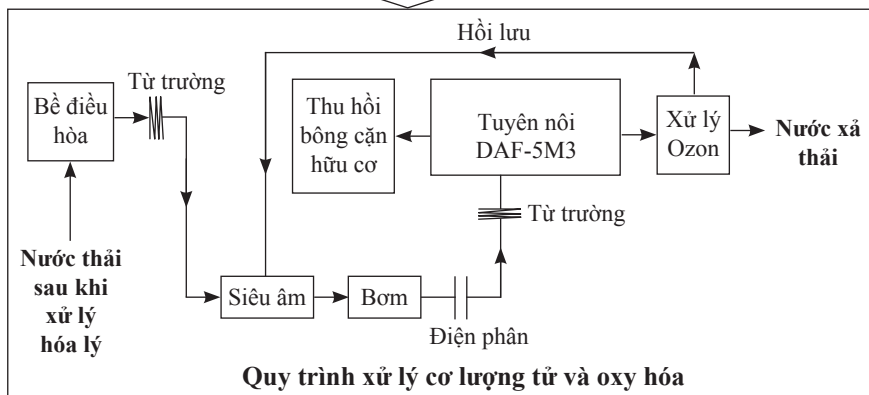 Hồi lưu
Từ trường
Bề điều
hòa
Thu hồi
bông cặn
hữu cơ
Tuyên nôi
DAF-5M3
Xử lý
Ozon
Nước xả
thải
Từ trường
Nước thải
sau khi
xử lý
hóa lý
Siêu âm
Bơm
Điện phân
Quy trình xử lý cơ lượng tử và oxy hóa